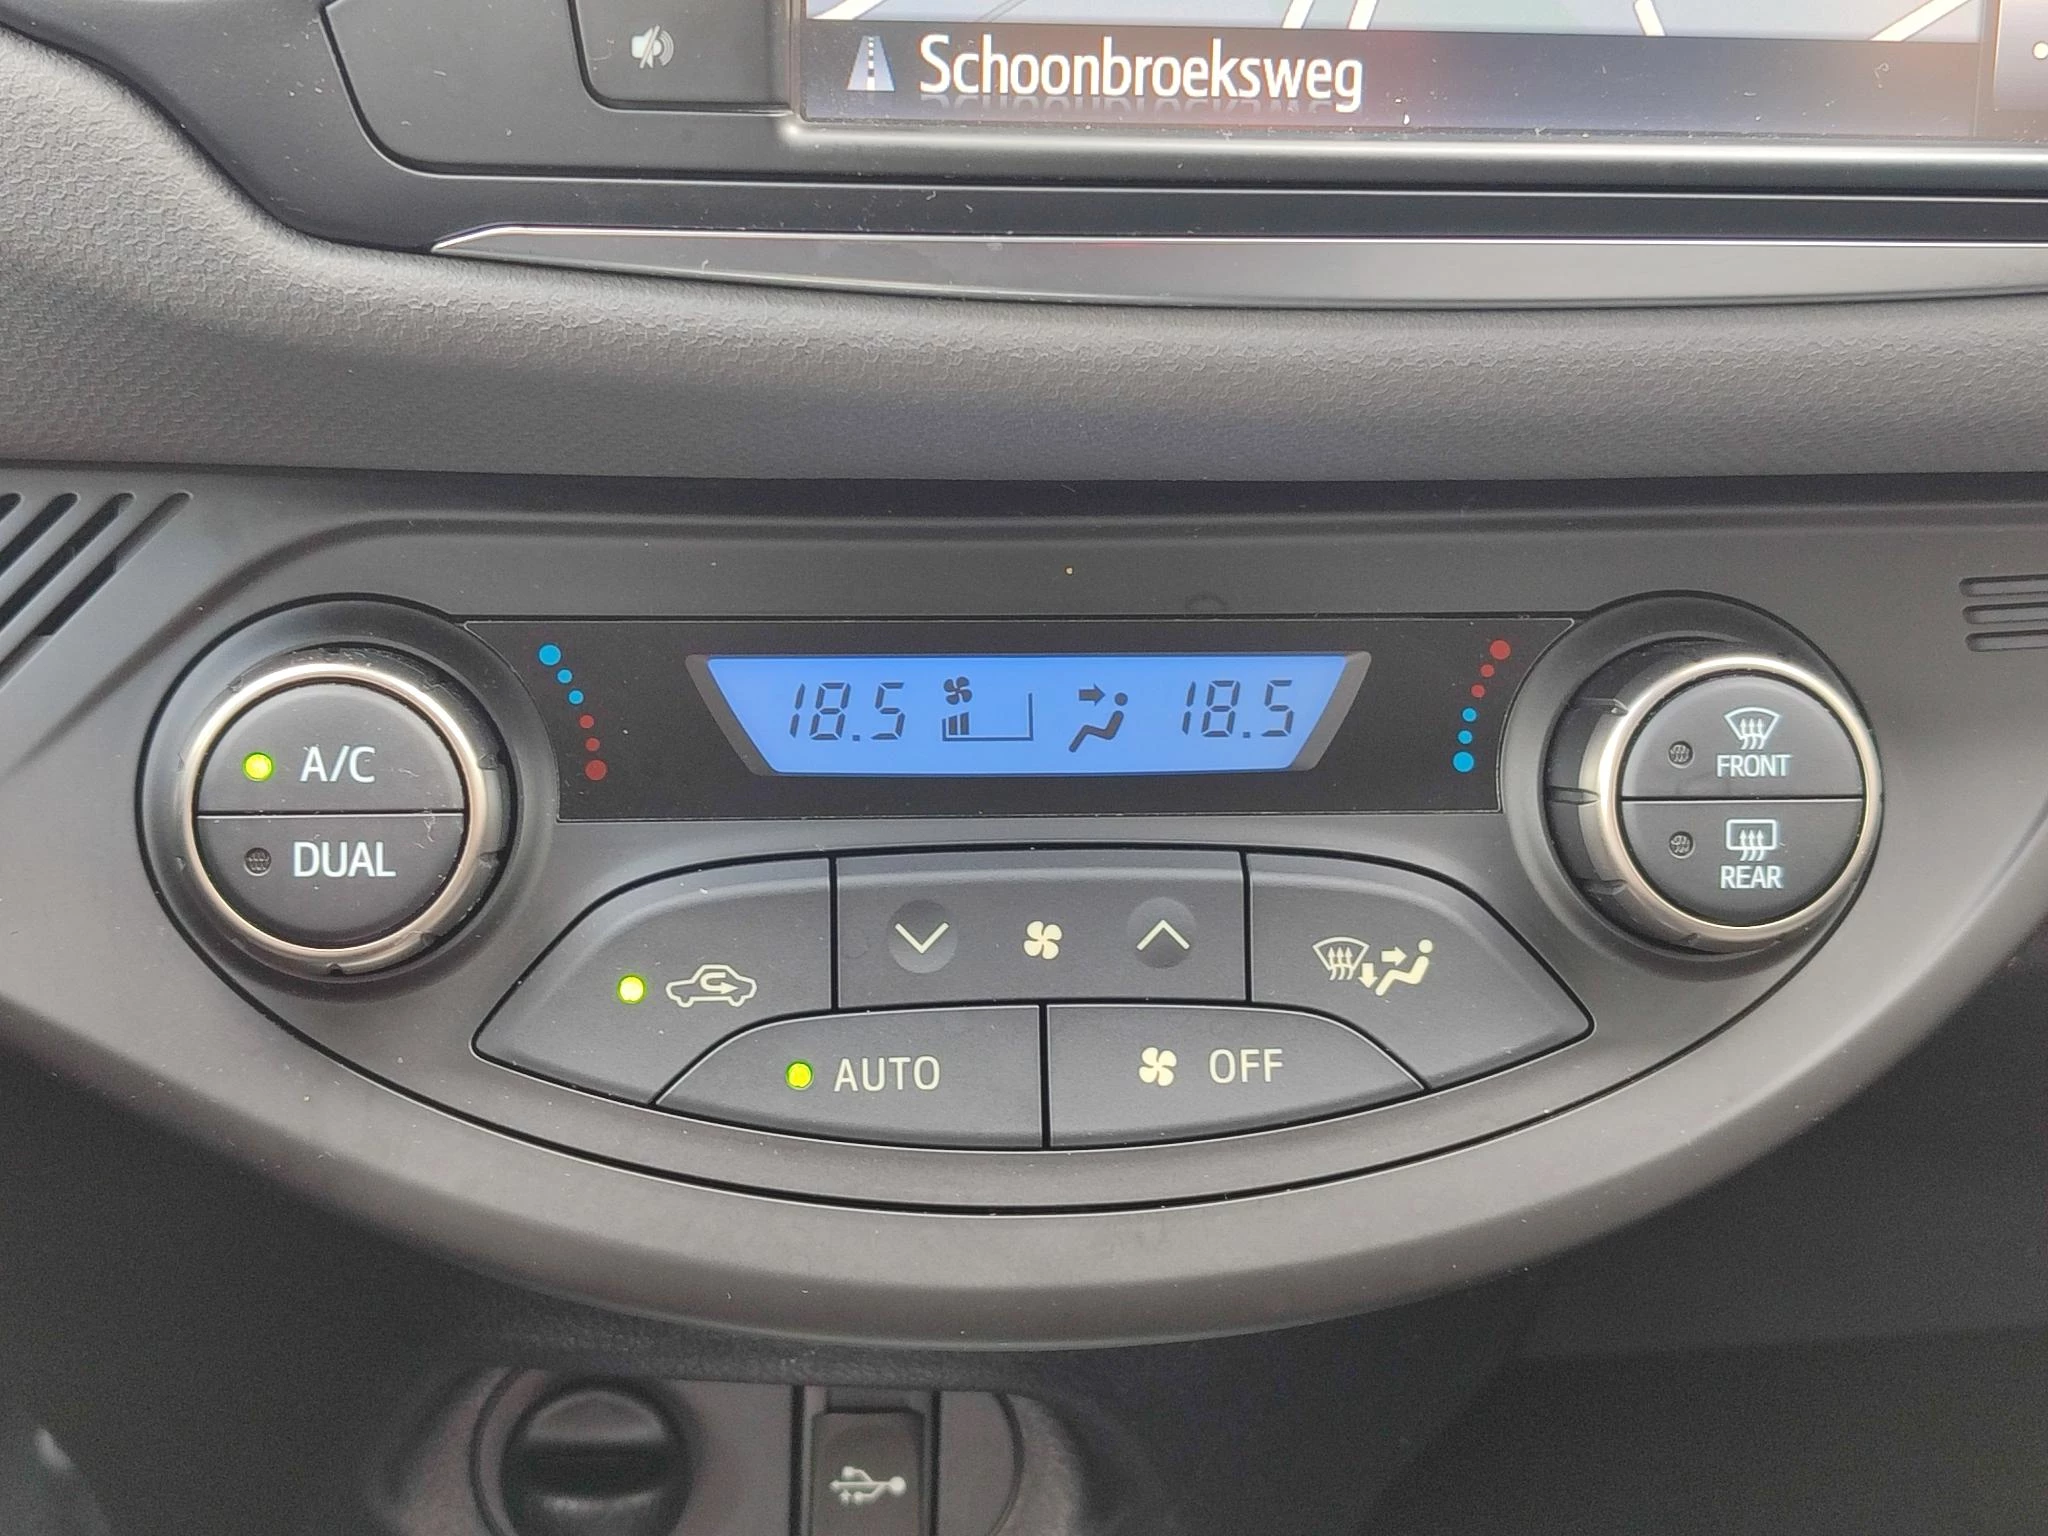 Schoonbroeksweg
18.5 18.5
A/C
DUAL
FRONT
REAR
AUTO
OFF